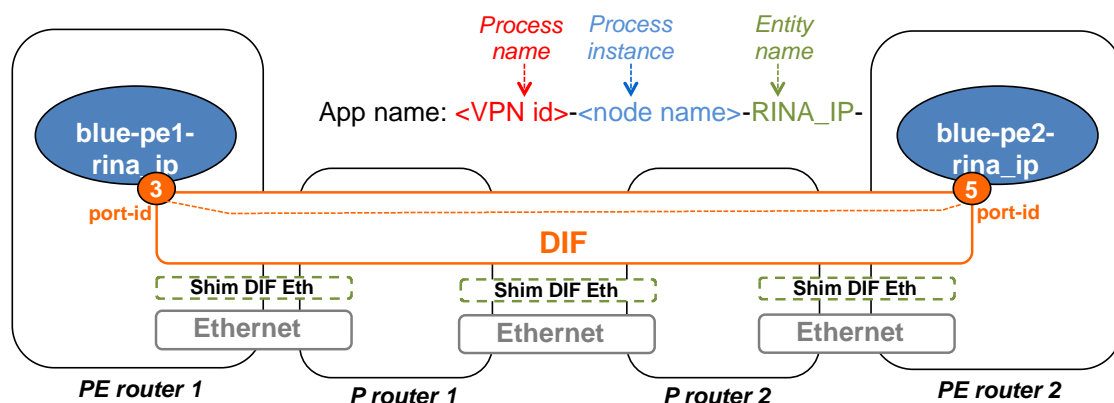 Process name
Process instance
Entity name
App name: <VPN id>-<node name>-RINA_IP-
blue-pe1-
rina_ip
blue-pe2-
rina_ip
3
5
port-id
port-id
DIF
Shim DIF Eth
Shim DIF Eth
Shim DIF Eth
Ethernet
Ethernet
Ethernet
PE router 1
P router 1
P router 2
PE router 2